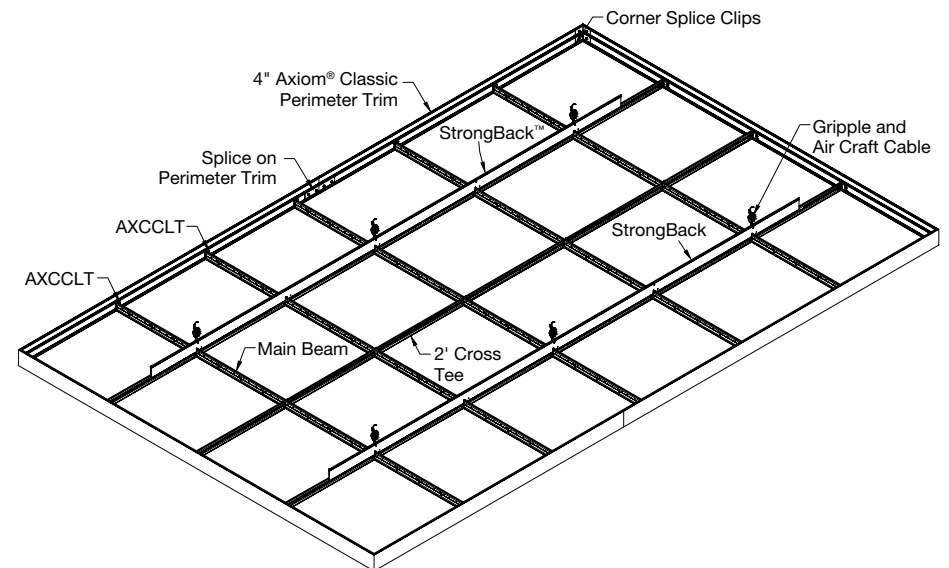 Corner Splice Clips
4" Axiom® Classic
Perimeter Trim
StrongBack™
Gripple and
Air Craft Cable
Splice on
Perimeter Trim
AXCCLT
StrongBack
AXCCLT
Main Beam
2' Cross
Tee